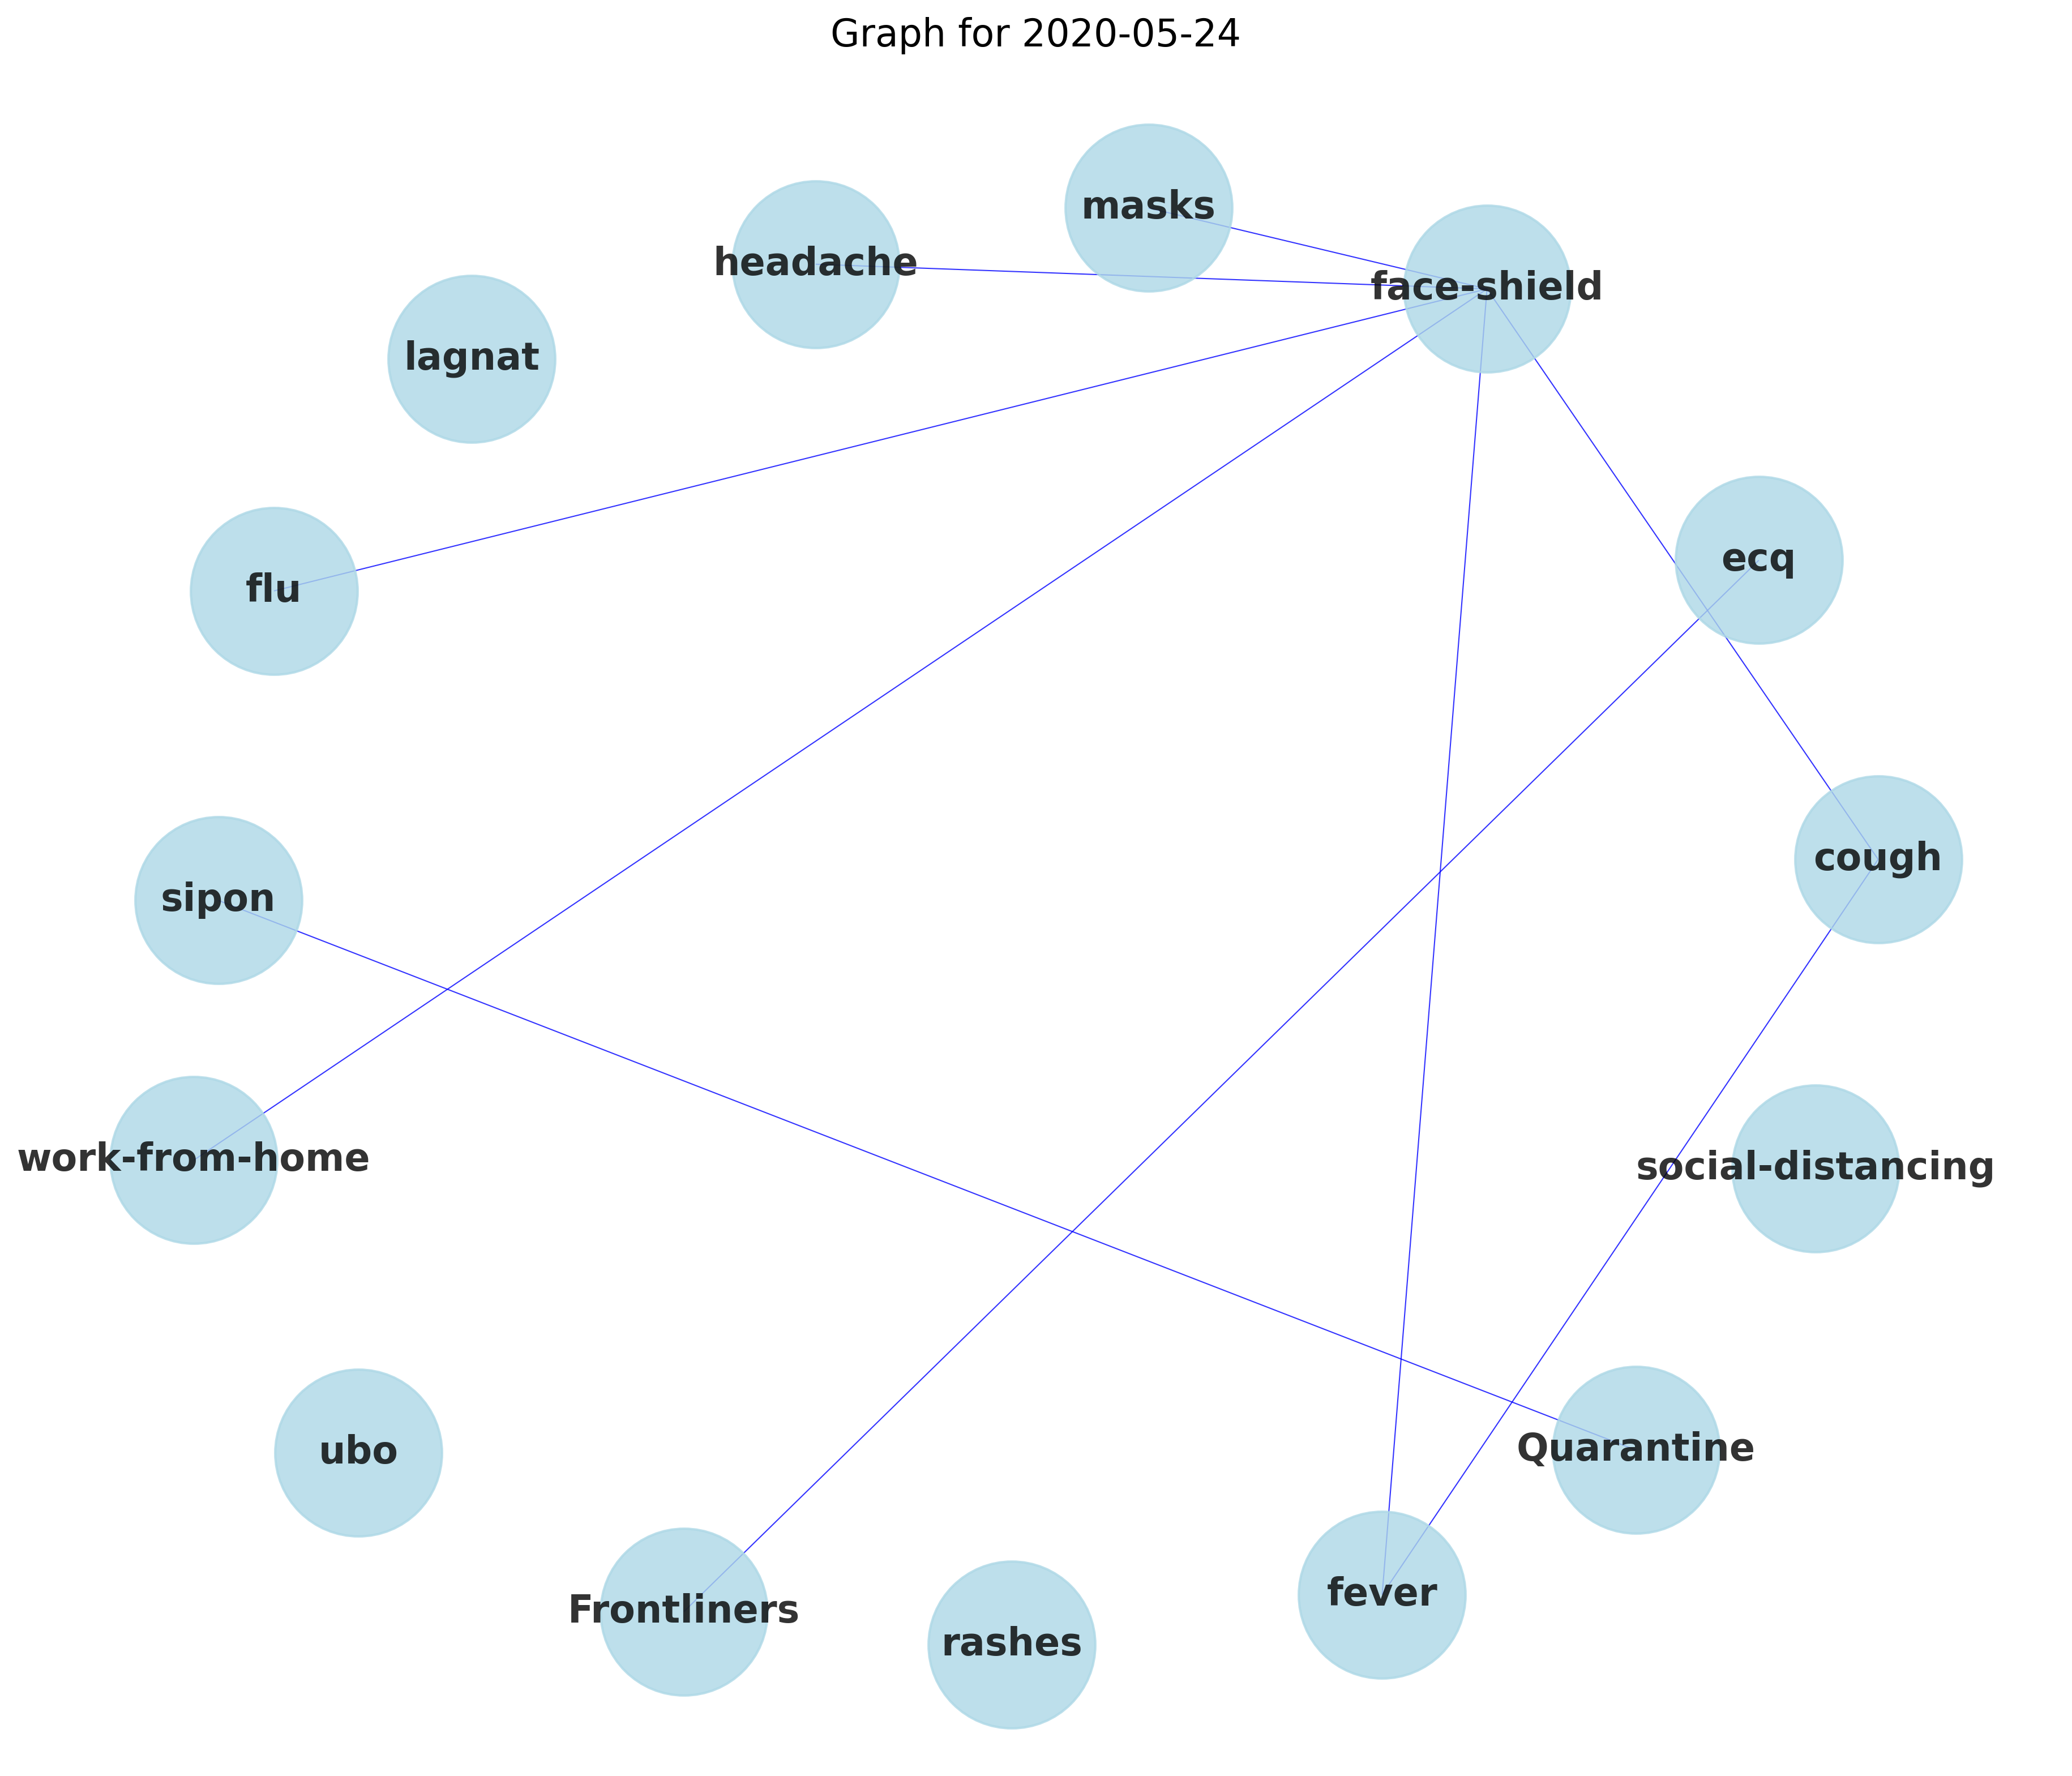 Graph for 2020-05-24
masks
headache
face-shield
lagnat
ecq
flu
cough
sipon
work-from-home
social-distancing
Quarantine
ubo
fever
Frontliners
rashes